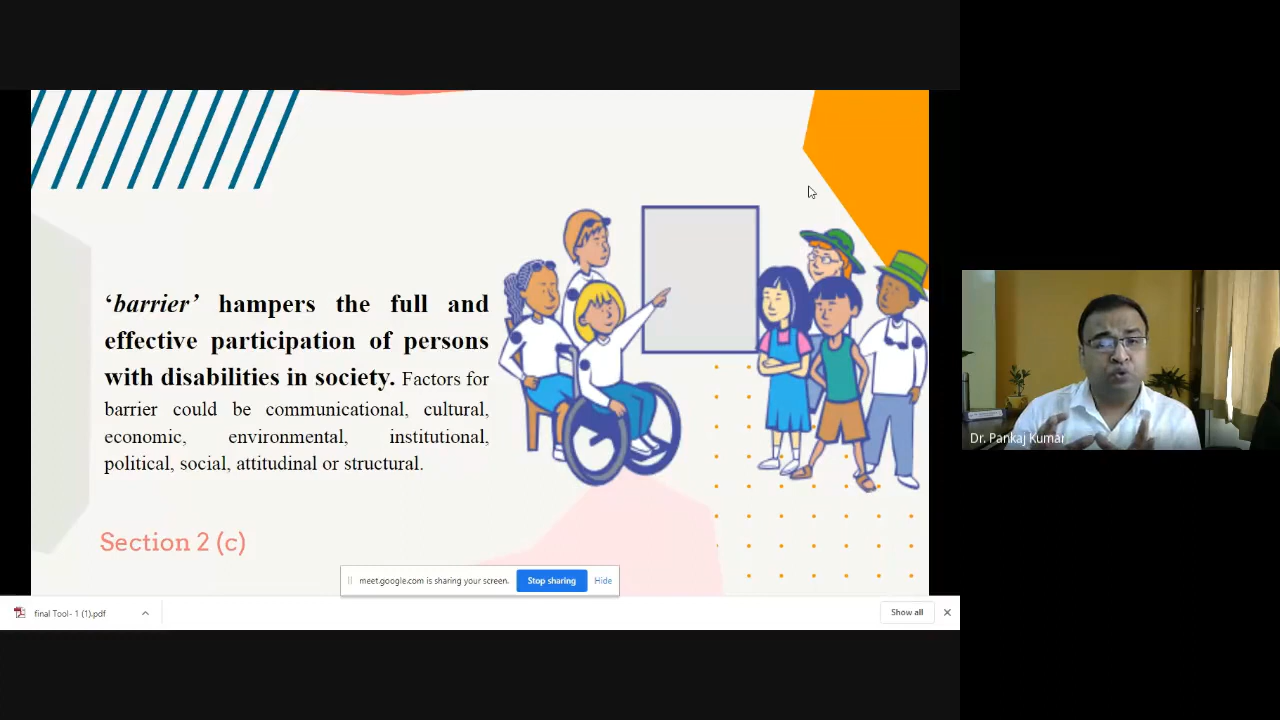 ‘barrier’ hampers the full and
effective participation of persons
with disabilities in society. Factors for
barrier could be communicational, cultural,
economic, environmental, institutional,
political, social, attitudinal or structural.
Section 2 (c)
meet.google.com is sharing your screen.
Stop sharing
Hide
final Tool- 1 (1).pdf
Show all
Dr. Pankaj Kumar